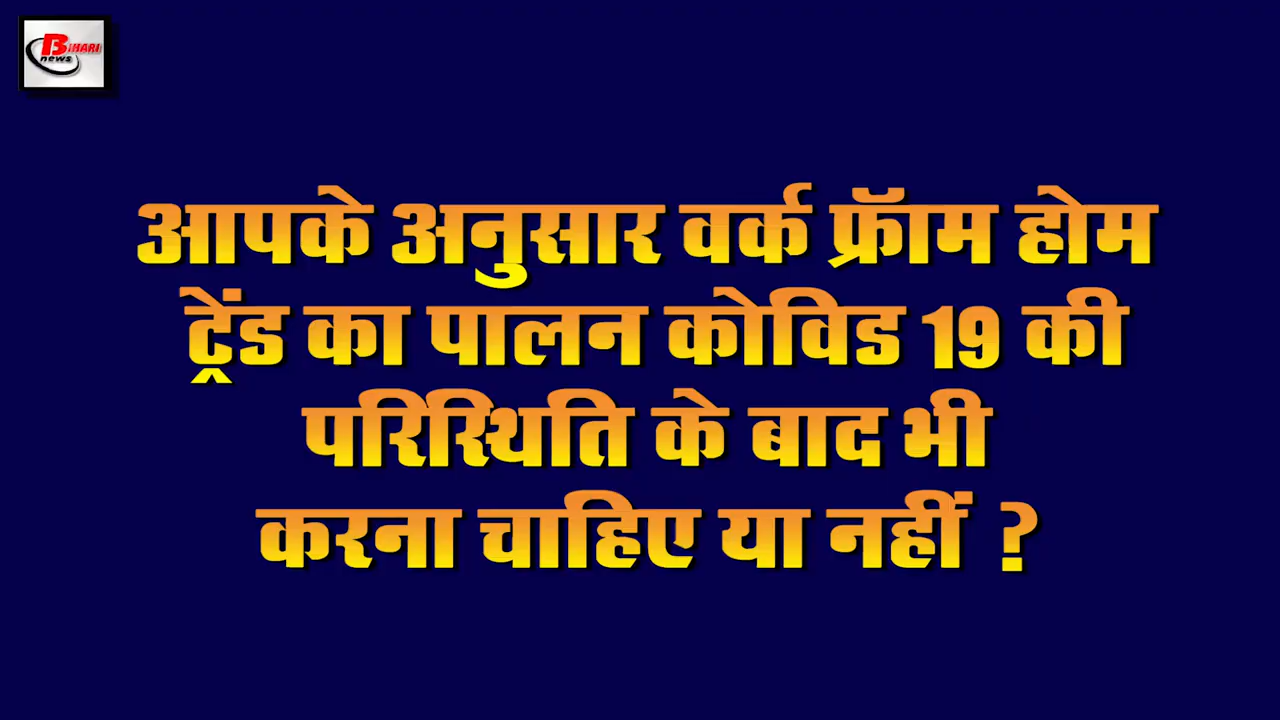 BIHARI
news
आपके अनुसार वर्क फ्रॉम होम
ट्रेंड का पालन कोविड 19 की
परिस्थिति के बाद भी
करना चाहिए या नहीं ?